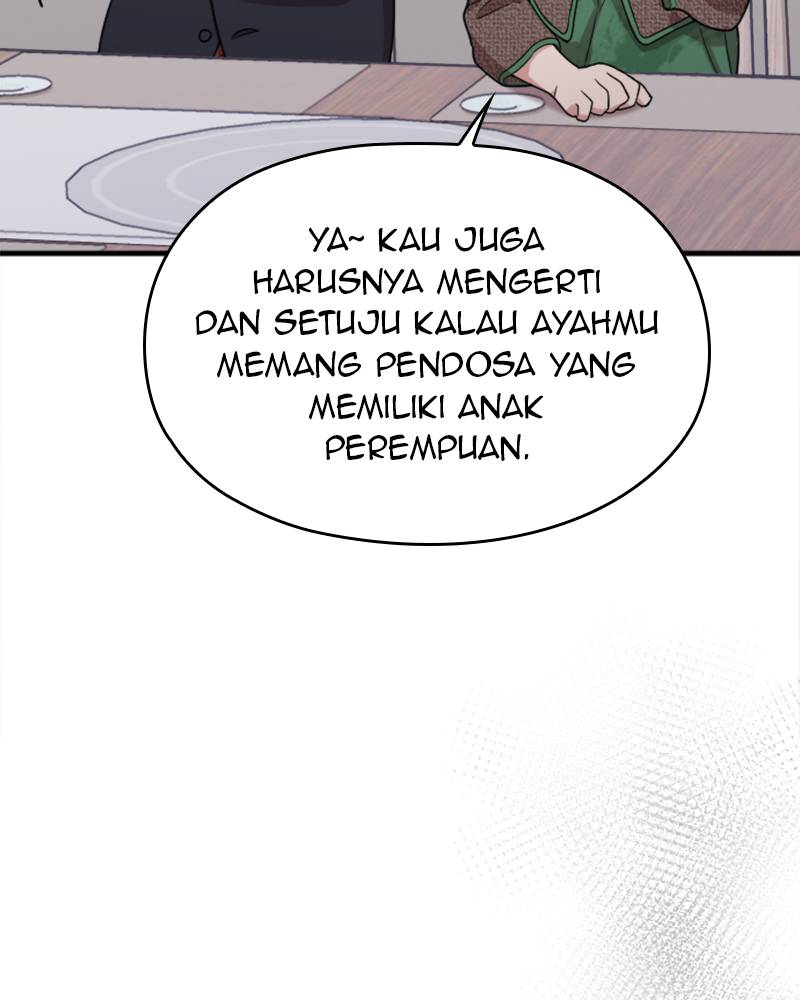 YA~ KAU JUGA
HARUSNYA MENGERTI
DAN SETUJU KALAU AYAHMU
MEMANG PENDOSA YANG
MEMILIKI ANAK
PEREMPUAN.